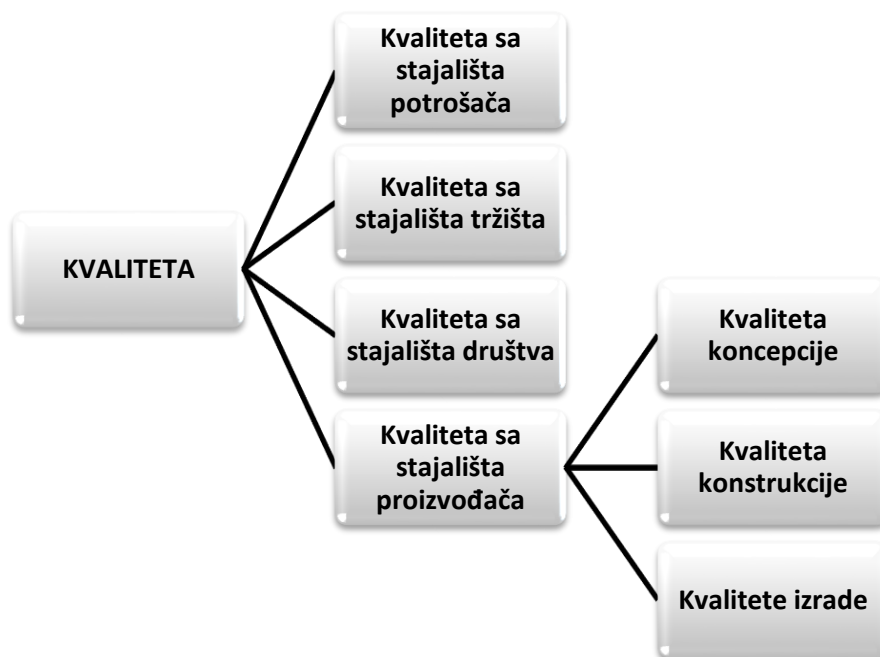 KVALITETA
Kvaliteta sa
stajališta
potrošača
Kvaliteta sa
stajališta tržišta
Kvaliteta sa
stajališta društva
Kvaliteta sa
stajališta
proizvođača
Kvaliteta
koncepcije
Kvaliteta
konstrukcije
Kvalitete izrade